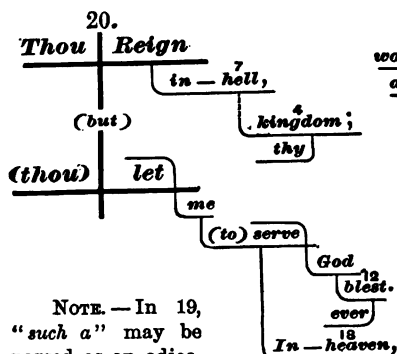 20.
Thou Reign
7
in — hell,
4
kingdom;
thy
(but)
(thou) let
me
(to) serve
God
12
blest.
ever
18
In — heaven,
NOTE. — In 19,
"such a" may be